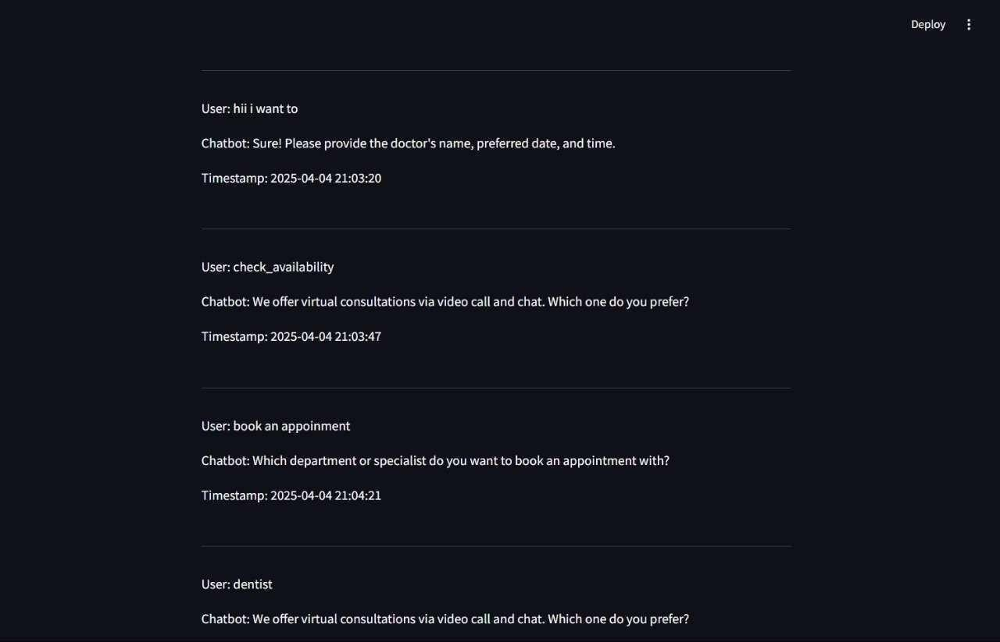 Deploy
User: hii i want to
Chatbot: Sure! Please provide the doctor's name, preferred date, and time.
Timestamp: 2025-04-04 21:03:20
User: check_availability
Chatbot: We offer virtual consultations via video call and chat. Which one do you prefer?
Timestamp: 2025-04-04 21:03:47
User: book an appoinment
Chatbot: Which department or specialist do you want to book an appointment with?
Timestamp: 2025-04-04 21:04:21
User: dentist
Chatbot: We offer virtual consultations via video call and chat. Which one do you prefer?